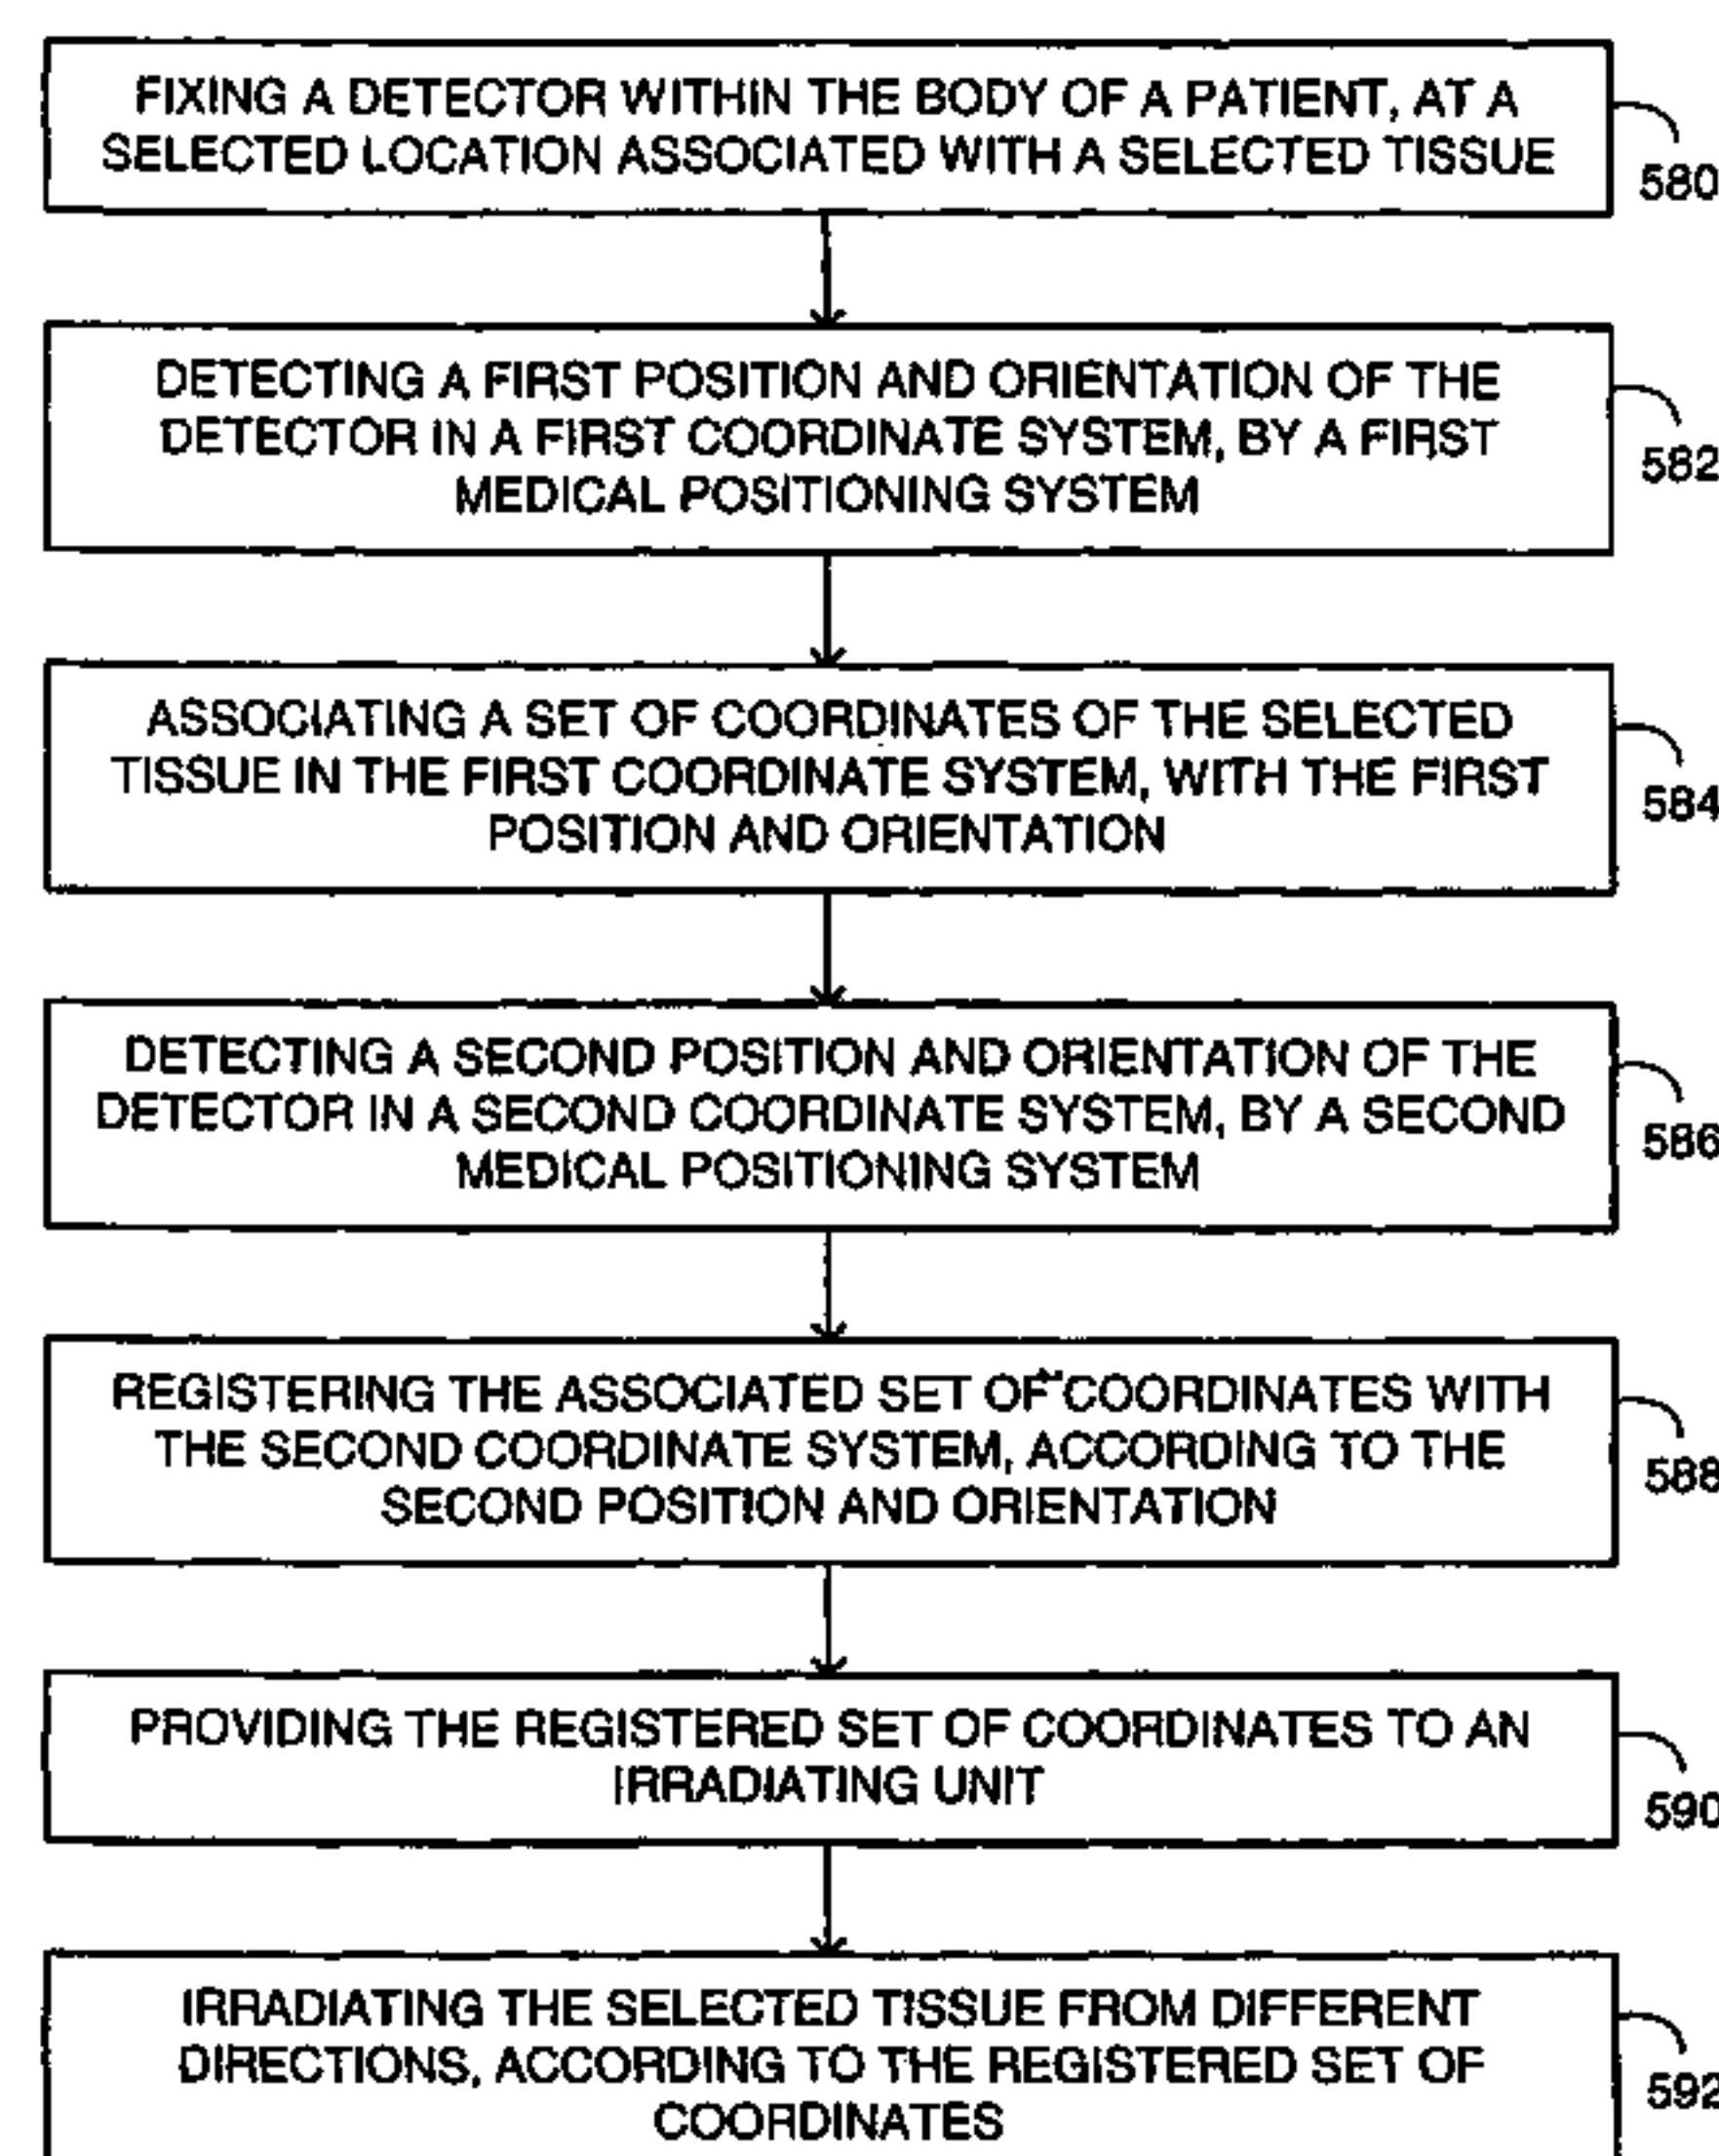 FIXING A DETECTOR WITHIN THE BODY OF A PATIENT, AT A
SELECTED LOCATION ASSOCIATED WITH A SELECTED TISSUE
580
DETECTING A FIRST POSITION AND ORIENTATION OF THE
DETECTOR IN A FIRST COORDINATE SYSTEM, BY A FIRST
MEDICAL POSITIONING SYSTEM
582
ASSOCIATING A SET OF COORDINATES OF THE SELECTED
TISSUE IN THE FIRST COORDINATE SYSTEM, WITH THE FIRST
POSITION AND ORIENTATION
584
DETECTING A SECOND POSITION AND ORIENTATION OF THE
DETECTOR IN A SECOND COORDINATE SYSTEM, BY A SECOND
MEDICAL POSITIONING SYSTEM
586
REGISTERING THE ASSOCIATED SET OF COORDINATES WITH
THE SECOND COORDINATE SYSTEM, ACCORDING TO THE
SECOND POSITION AND ORIENTATION
588
PROVIDING THE REGISTERED SET OF COORDINATES TO AN
IRRADIATING UNIT
590
IRRADIATING THE SELECTED TISSUE FROM DIFFERENT
DIRECTIONS, ACCORDING TO THE REGISTERED SET OF
COORDINATES
592